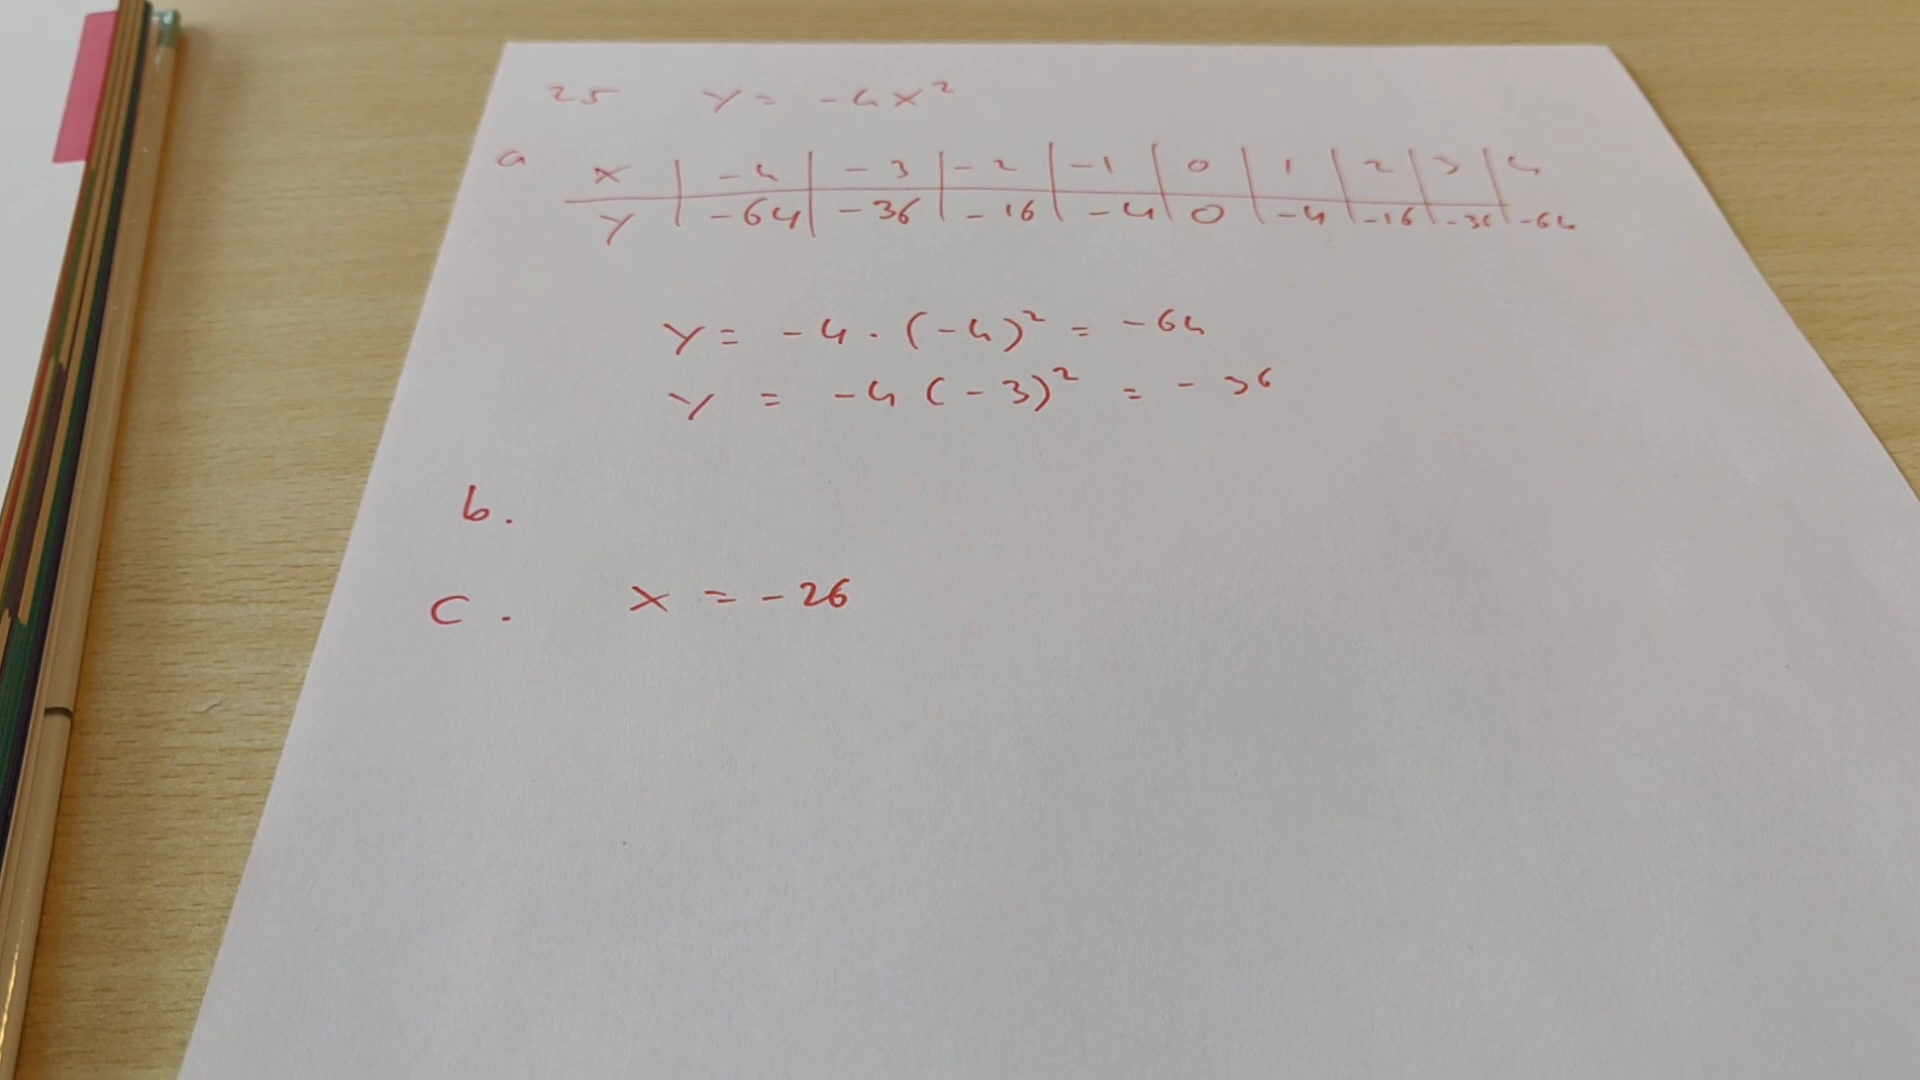 25 y = -4x²
a x | -4 | -3 | -2 | -1 | 0 | 1 | 2 | 3 | 4
y | -64 | -36 | -16 | -4 | 0 | -4 | -16 | -36 | -64
y = -4 · (-4)² = -64
y = -4 (-3)² = -36
b.
c. x = -26